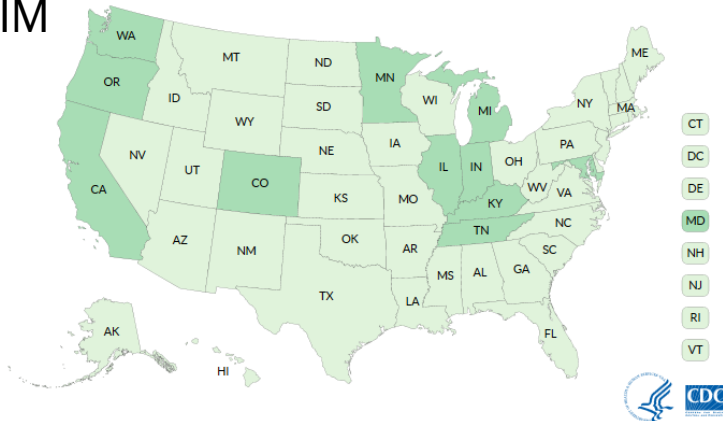 IM
WA
MT
ND
MN
ME
OR
ID
SD
WI
MI
NY
MA
WY
CT
NV
UT
NE
IA
IL
IN
OH
PA
DC
CA
CO
KS
MO
KY
WV
VA
DE
AZ
NM
OK
AR
TN
NC
MD
MS
AL
GA
SC
NH
TX
LA
NJ
AK
FL
RI
HI
VT
CDC